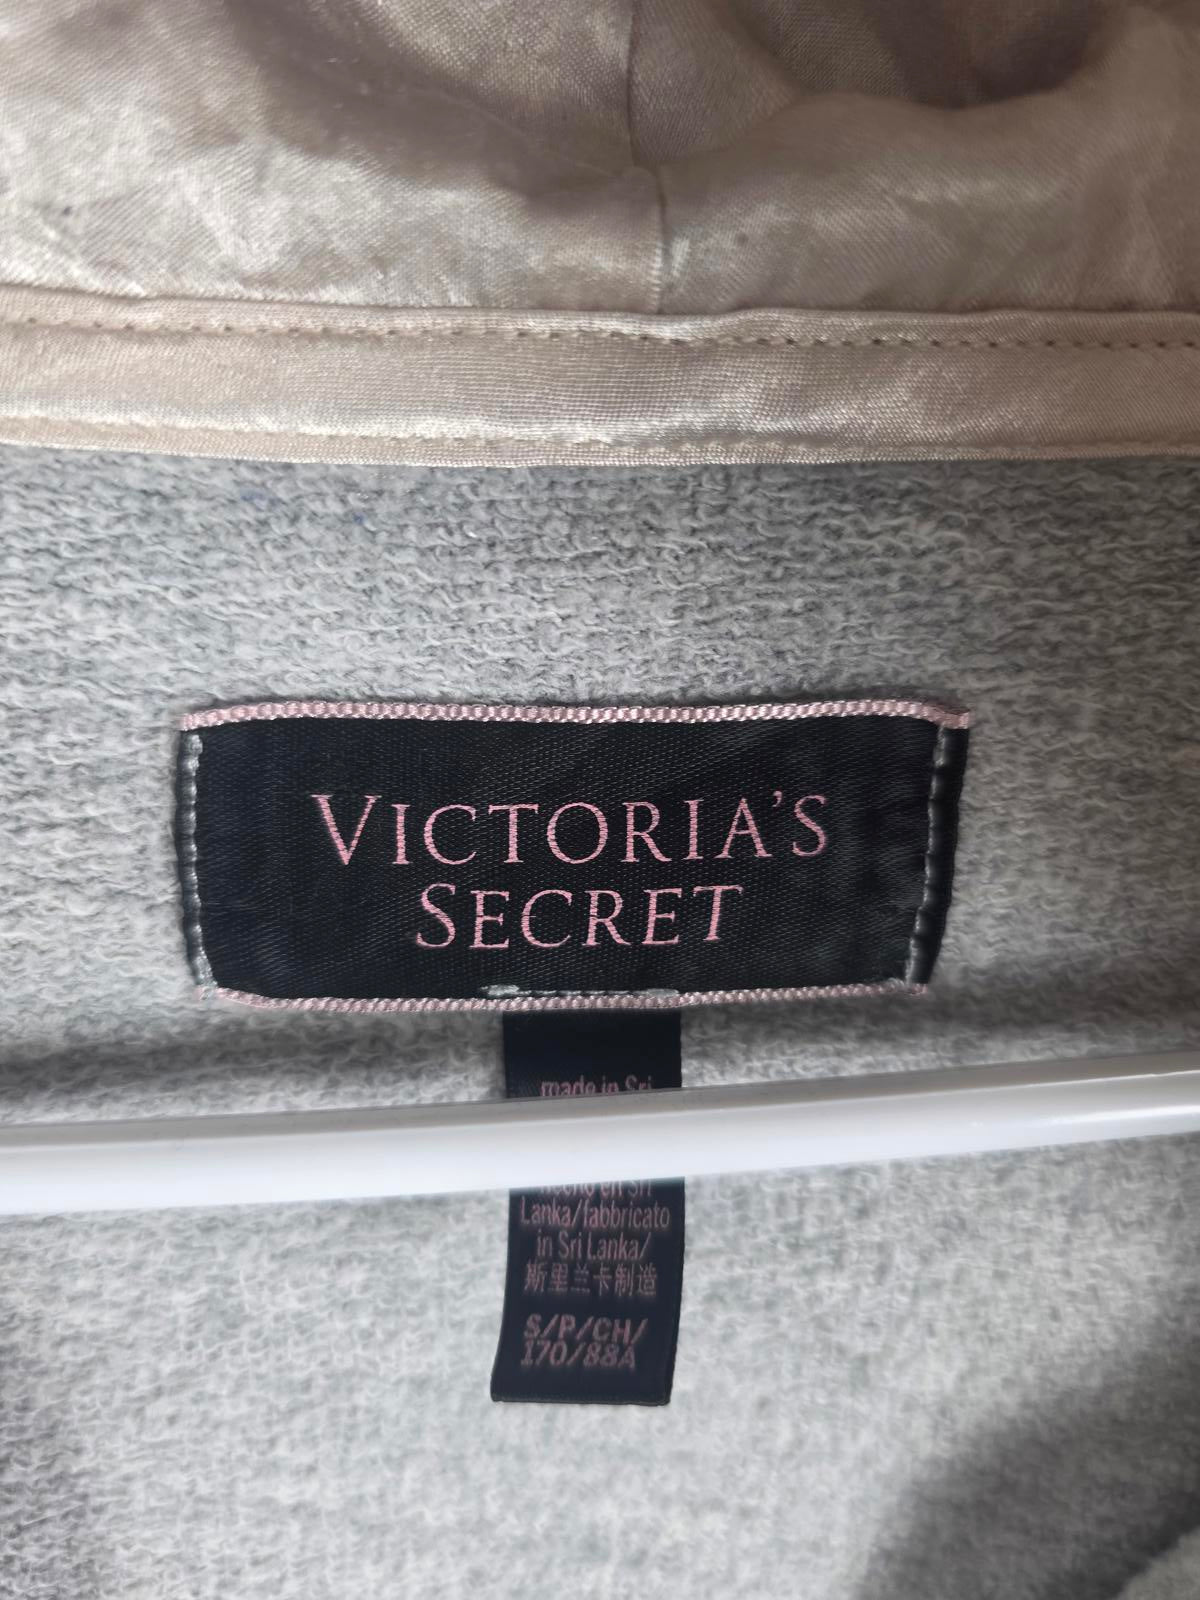 VICTORIA'S
SECRET
made in Sri
hecho en Sri
Lanka/fabbricato
in Sri Lanka/
斯里兰卡制造
S/P/CH/
170/88A